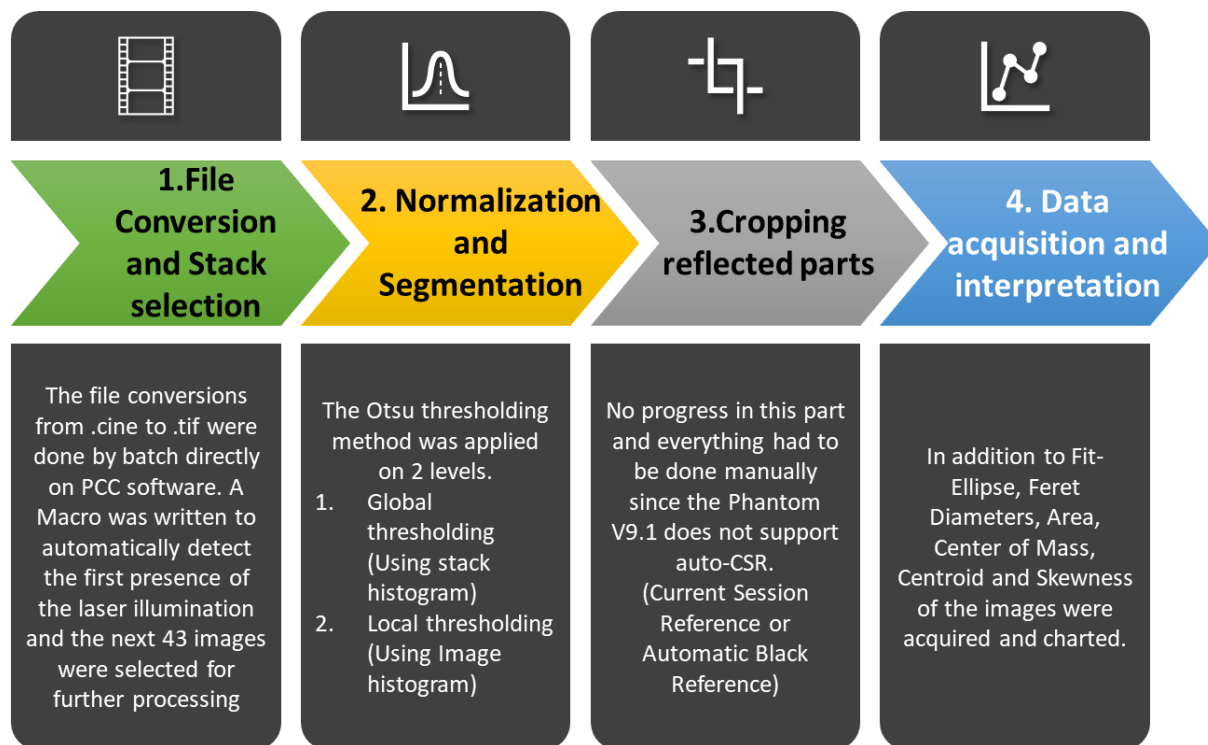 1.File
Conversion
and Stack
selection
2. Normalization
and
Segmentation
3.Cropping
reflected parts
4. Data
acquisition and
interpretation
The file conversions
from .cine to .tif were
done by batch directly
on PCC software. A
Macro was written to
automatically detect
the first presence of
the laser illumination
and the next 43 images
were selected for
further processing
The Otsu thresholding
method was applied
on 2 levels.
1. Global
thresholding
(Using stack
histogram)
2. Local thresholding
(Using Image
histogram)
No progress in this part
and everything had to
be done manually
since the Phantom
V9.1 does not support
auto-CSR.
(Current Session
Reference or
Automatic Black
Reference)
In addition to Fit-
Ellipse, Feret
Diameters, Area,
Center of Mass,
Centroid and Skewness
of the images were
acquired and charted.